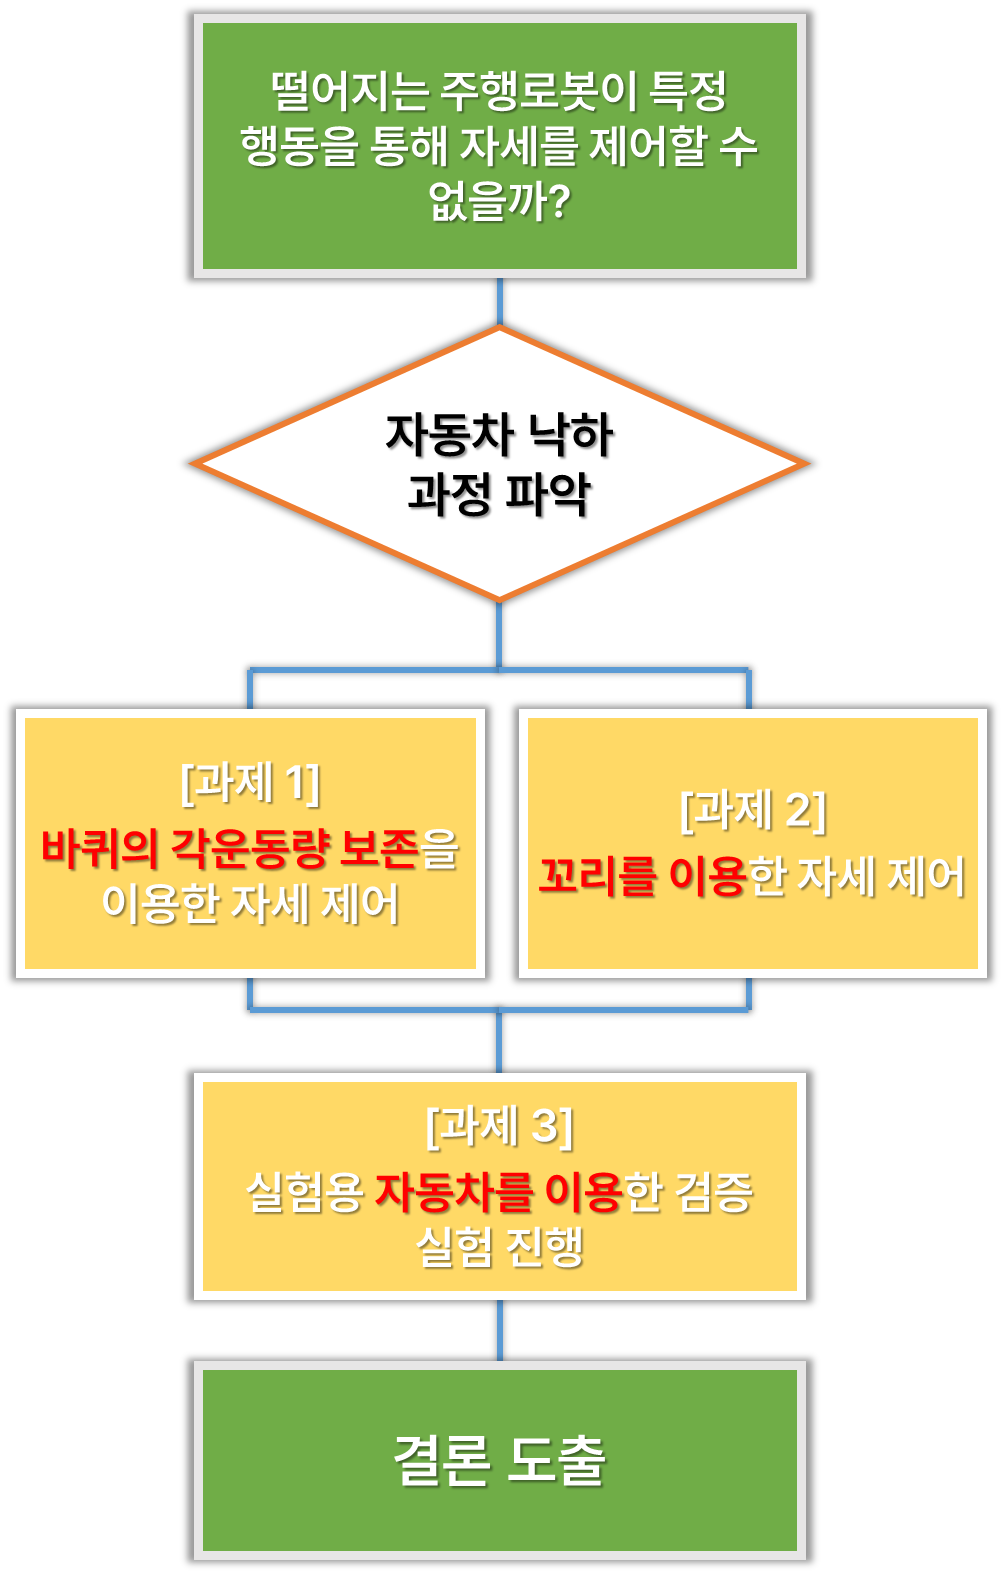 떨어지는 주행로봇이 특정
행동을 통해 자세를 제어할 수
없을까?
자동차 낙하
과정 파악
[과제 1]
바퀴의 각운동량 보존을
이용한 자세 제어
[과제 2]
꼬리를 이용한 자세 제어
[과제 3]
실험용 자동차를 이용한 검증
실험 진행
결론 도출